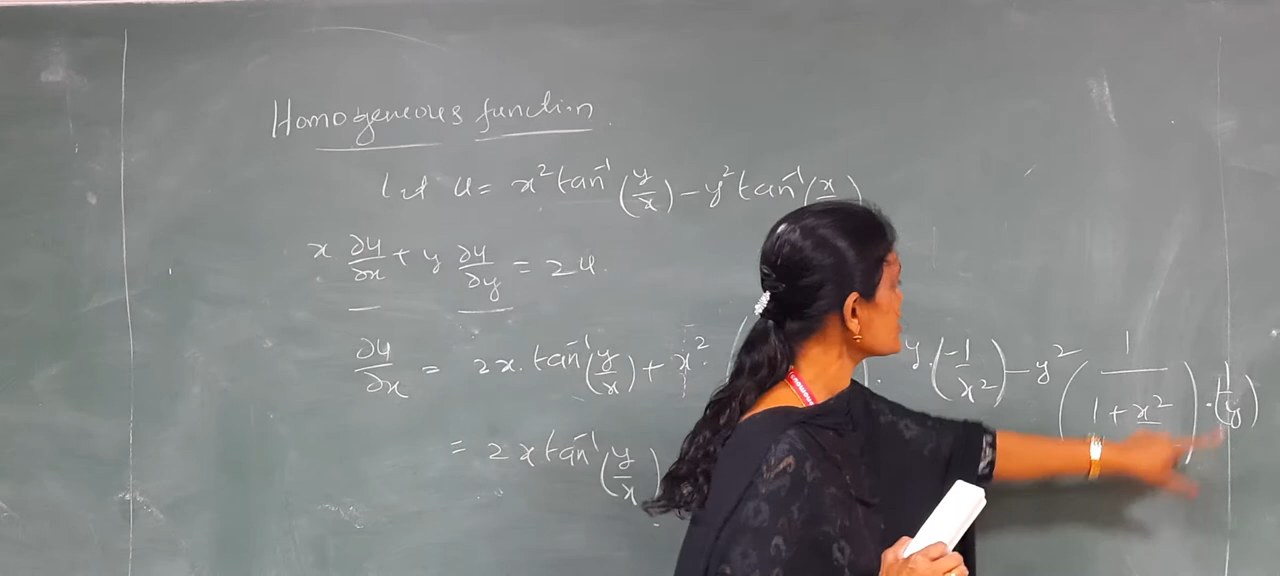 Homogeneous function.
Let u = x² tan⁻¹(y/x) - y² tan⁻¹(x
x ∂u/∂x + y ∂u/∂y = 2u.
∂u/∂x = 2x. tan⁻¹(y/x) + x². ( . y. (-1/x²) - y² (1/(1 + x²)) . (1/y)
= 2x tan⁻¹(y/x)